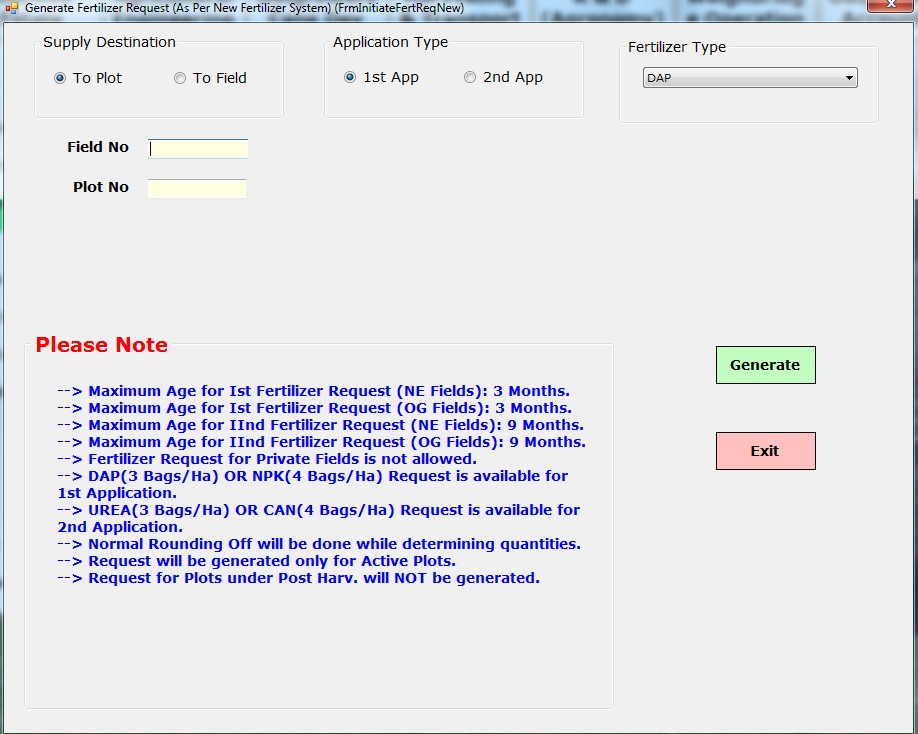 Generate Fertilizer Request (As Per New Fertilizer System) (FrmInitiateFertReqNew)
Supply Destination
To Plot
To Field
Application Type
1st App
2nd App
Fertilizer Type
DAP
Field No
Plot No
Please Note
--> Maximum Age for Ist Fertilizer Request (NE Fields): 3 Months.
--> Maximum Age for Ist Fertilizer Request (OG Fields): 3 Months.
--> Maximum Age for IInd Fertilizer Request (NE Fields): 9 Months.
--> Maximum Age for IInd Fertilizer Request (OG Fields): 9 Months.
--> Fertilizer Request for Private Fields is not allowed.
--> DAP(3 Bags/Ha) OR NPK(4 Bags/Ha) Request is available for
1st Application.
--> UREA(3 Bags/Ha) OR CAN(4 Bags/Ha) Request is available for
2nd Application.
--> Normal Rounding Off will be done while determining quantities.
--> Request will be generated only for Active Plots.
--> Request for Plots under Post Harv. will NOT be generated.
Generate
Exit